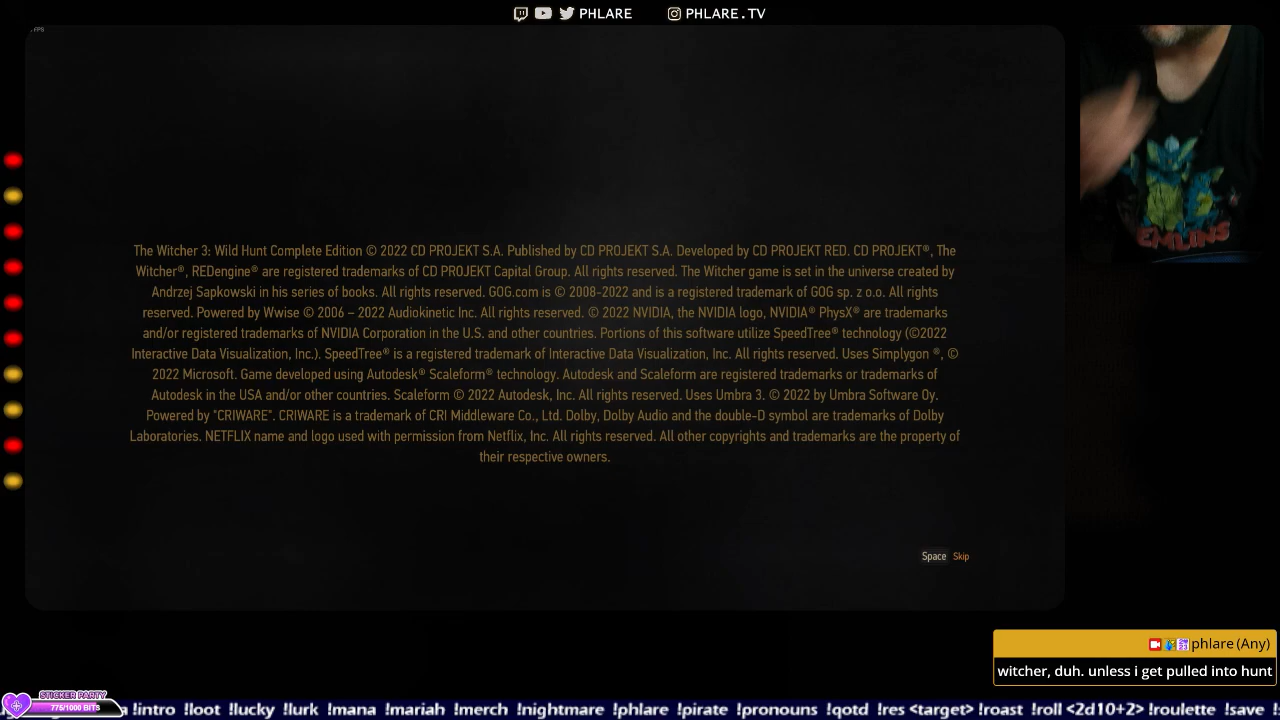 PHLARE PHLARE.TV
FPS
The Witcher 3: Wild Hunt Complete Edition © 2022 CD PROJEKT S.A. Published by CD PROJEKT S.A. Developed by CD PROJEKT RED. CD PROJEKT®, The
Witcher®, REDengine® are registered trademarks of CD PROJEKT Capital Group. All rights reserved. The Witcher game is set in the universe created by
Andrzej Sapkowski in his series of books. All rights reserved. GOG.com is © 2008-2022 and is a registered trademark of GOG sp. z o.o. All rights
reserved. Powered by Wwise © 2006 – 2022 Audiokinetic Inc. All rights reserved. © 2022 NVIDIA, the NVIDIA logo, NVIDIA® PhysX® are trademarks
and/or registered trademarks of NVIDIA Corporation in the U.S. and other countries. Portions of this software utilize SpeedTree® technology (©2022
Interactive Data Visualization, Inc.). SpeedTree® is a registered trademark of Interactive Data Visualization, Inc. All rights reserved. Uses Simplygon ®, ©
2022 Microsoft. Game developed using Autodesk® Scaleform® technology. Autodesk and Scaleform are registered trademarks or trademarks of
Autodesk in the USA and/or other countries. Scaleform © 2022 Autodesk, Inc. All rights reserved. Uses Umbra 3. © 2022 by Umbra Software Oy.
Powered by "CRIWARE". CRIWARE is a trademark of CRI Middleware Co., Ltd. Dolby, Dolby Audio and the double-D symbol are trademarks of Dolby
Laboratories. NETFLIX name and logo used with permission from Netflix, Inc. All rights reserved. All other copyrights and trademarks are the property of
their respective owners.
Space Skip
EMLINS
phlare (Any)
witcher, duh. unless i get pulled into hunt
STICKER PARTY
775/1000 BITS
!intro !loot !lucky !lurk !mana !mariah !merch !nightmare !phlare !pirate !pronouns !qotd !res <target> !roast !roll <2d10+2> !roulette !save